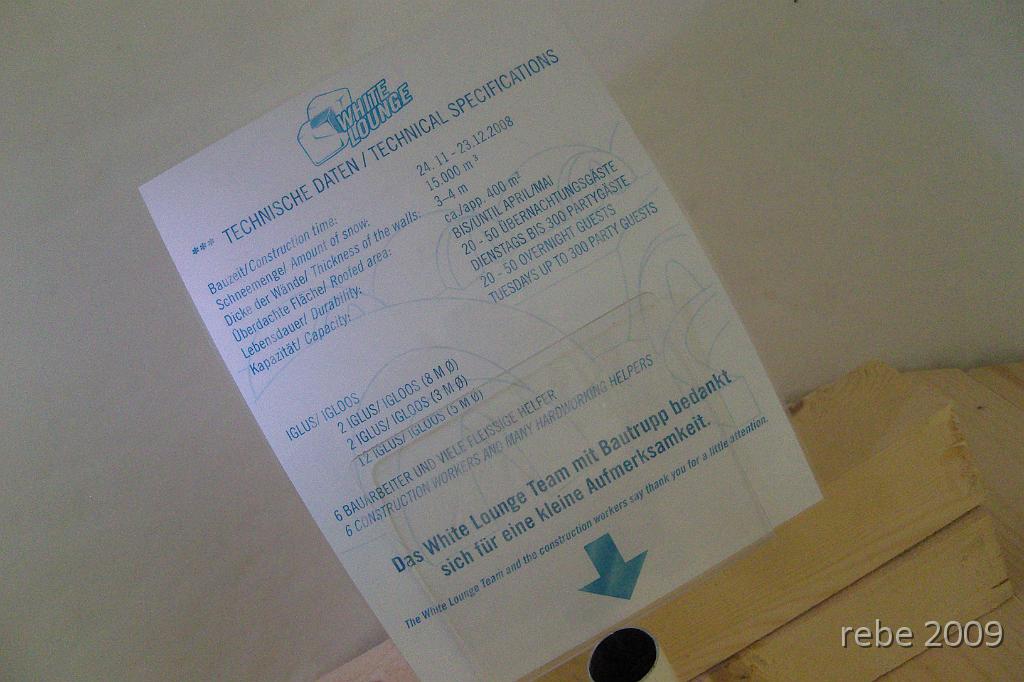 WHITE
LOUNGE
*** TECHNISCHE DATEN / TECHNICAL SPECIFICATIONS
Bauzeit/Construction time: 24. 11 - 23.12.2008
Schneemenge/ Amount of snow: 15.000 m³
Dicke der Wände/ Thickness of the walls: 3-4 m
Überdachte Fläche/ Roofed area: ca./app. 400 m²
Lebensdauer/ Durability: BIS/UNTIL APRIL/MAI
Kapazität/ Capacity: 20 - 50 ÜBERNACHTUNGSGÄSTE
DIENSTAGS BIS 300 PARTYGÄSTE
20 - 50 OVERNIGHT GUESTS
TUESDAYS UP TO 300 PARTY GUESTS
IGLUS/ IGLOOS
2 IGLUS/ IGLOOS (8 M Ø)
2 IGLUS/ IGLOOS (3 M Ø)
12 IGLUS/ IGLOOS (5 M Ø)
6 BAUARBEITER UND VIELE FLEISSIGE HELFER
6 CONSTRUCTION WORKERS AND MANY HARDWORKING HELPERS
Das White Lounge Team mit Bautrupp bedankt
sich für eine kleine Aufmerksamkeit.
The White Lounge Team and the construction workers say thank you for a little attention.
rebe 2009